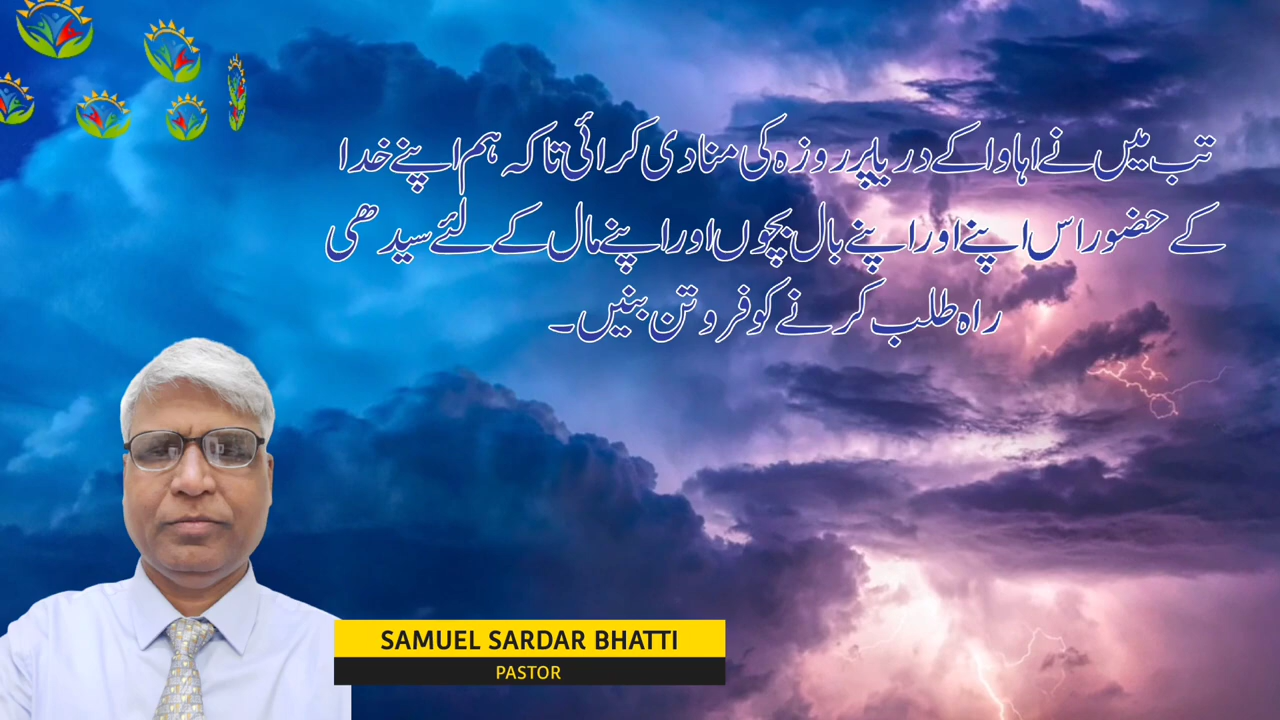 تب میں نے اہاوا کے دریا پر روزہ کی منادی کرائی تاکہ ہم اپنے خدا
کے حضور اس اپنے اور اپنے بال بچوں اور اپنے مال کے لئے سیدھی
راہ طلب کرنے کو فروتن بنیں۔
SAMUEL SARDAR BHATTI
PASTOR